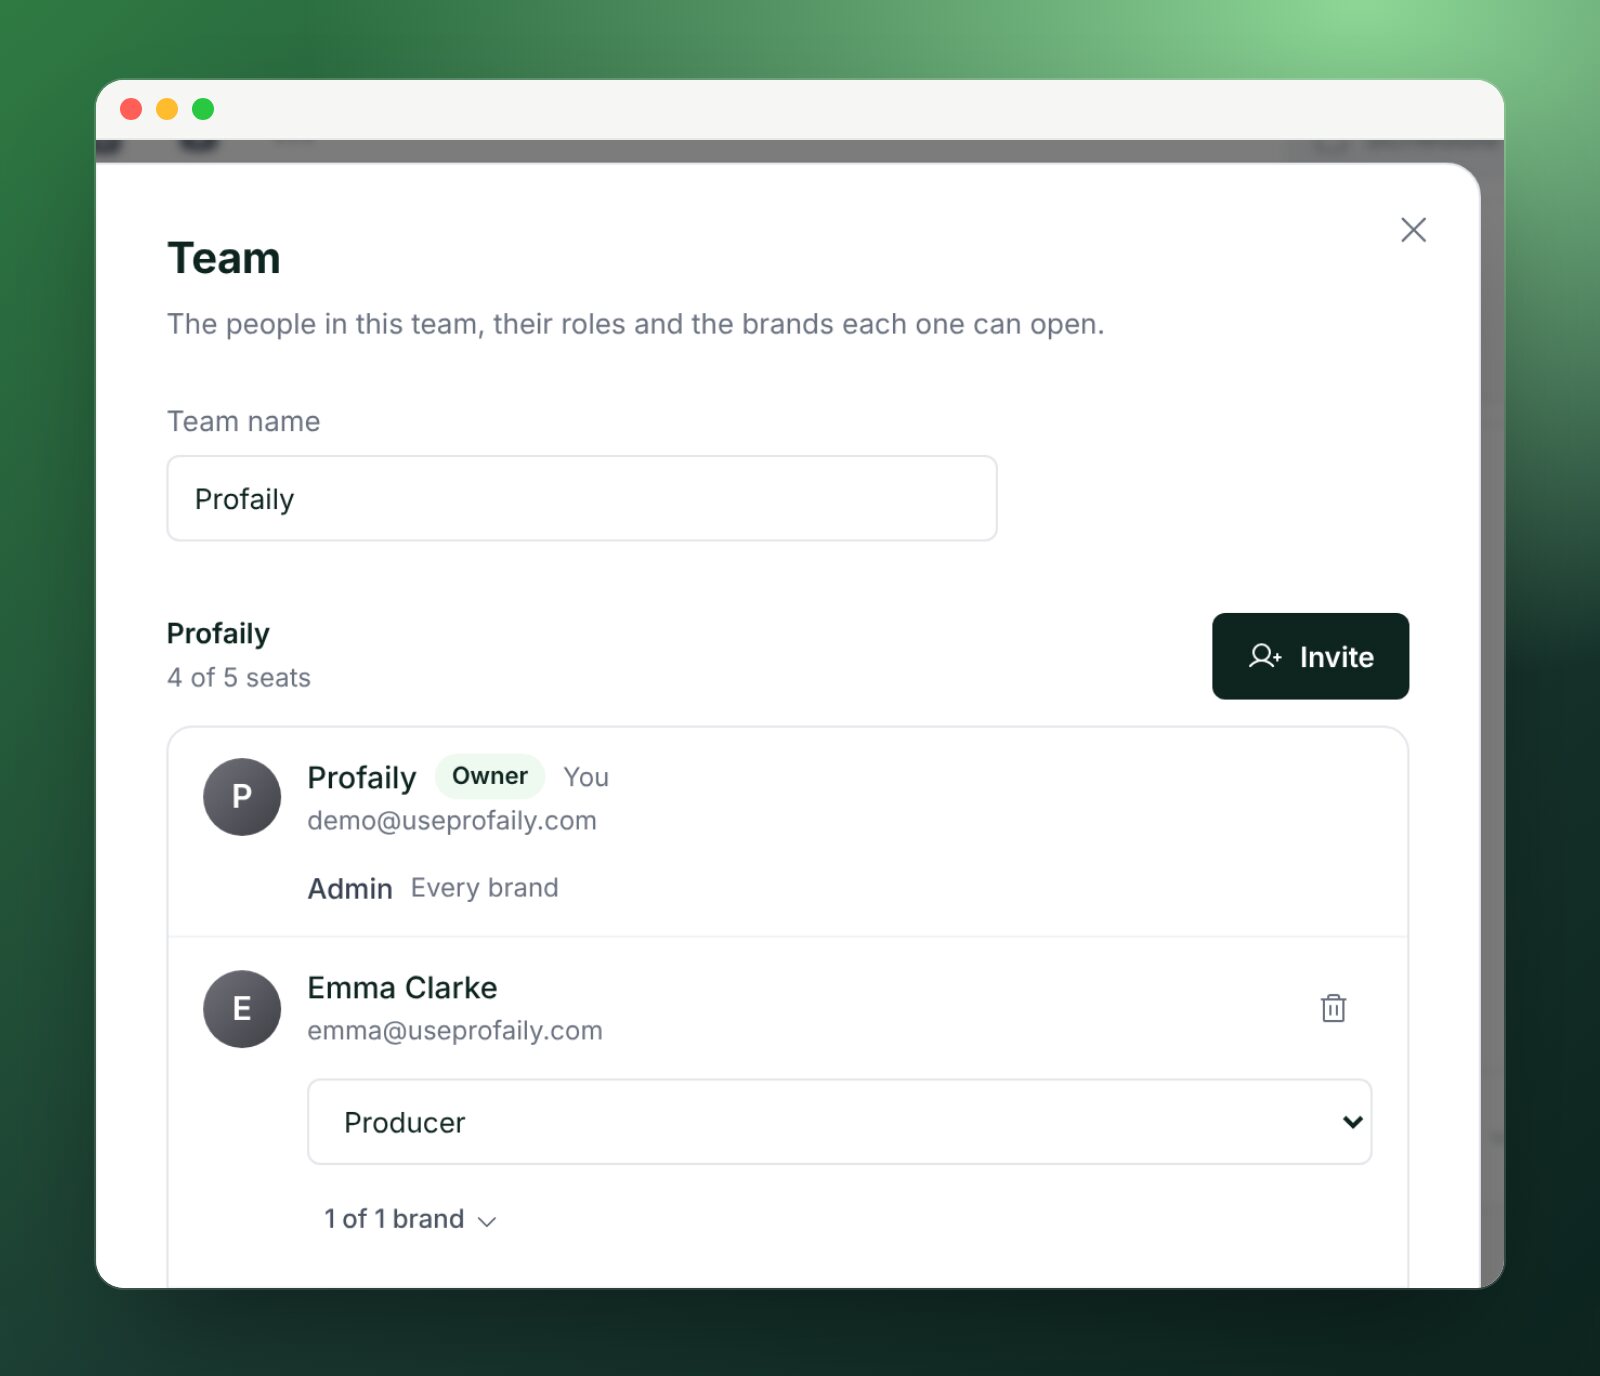 Team
The people in this team, their roles and the brands each one can open.
Team name
Profaily
Profaily
4 of 5 seats
Invite
P
Profaily Owner You
demo@useprofaily.com
Admin Every brand
E
Emma Clarke
emma@useprofaily.com
Producer
1 of 1 brand